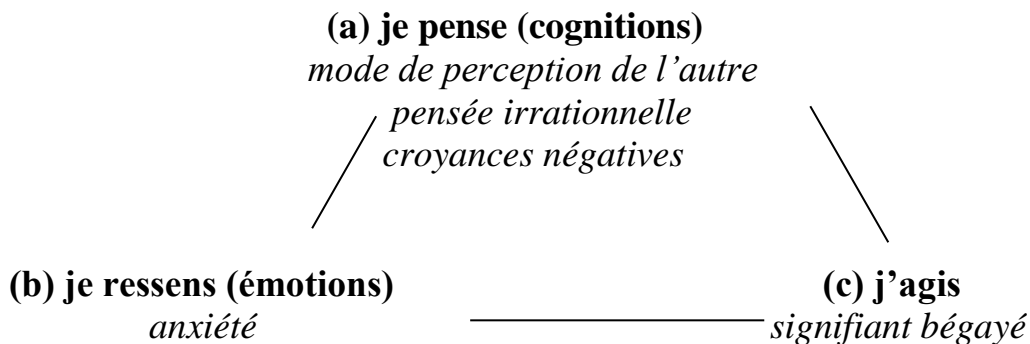 (a) je pense (cognitions)
mode de perception de l’autre
pensée irrationnelle
croyances négatives
(b) je ressens (émotions)
(c) j’agis
anxiété
signifiant bégayé